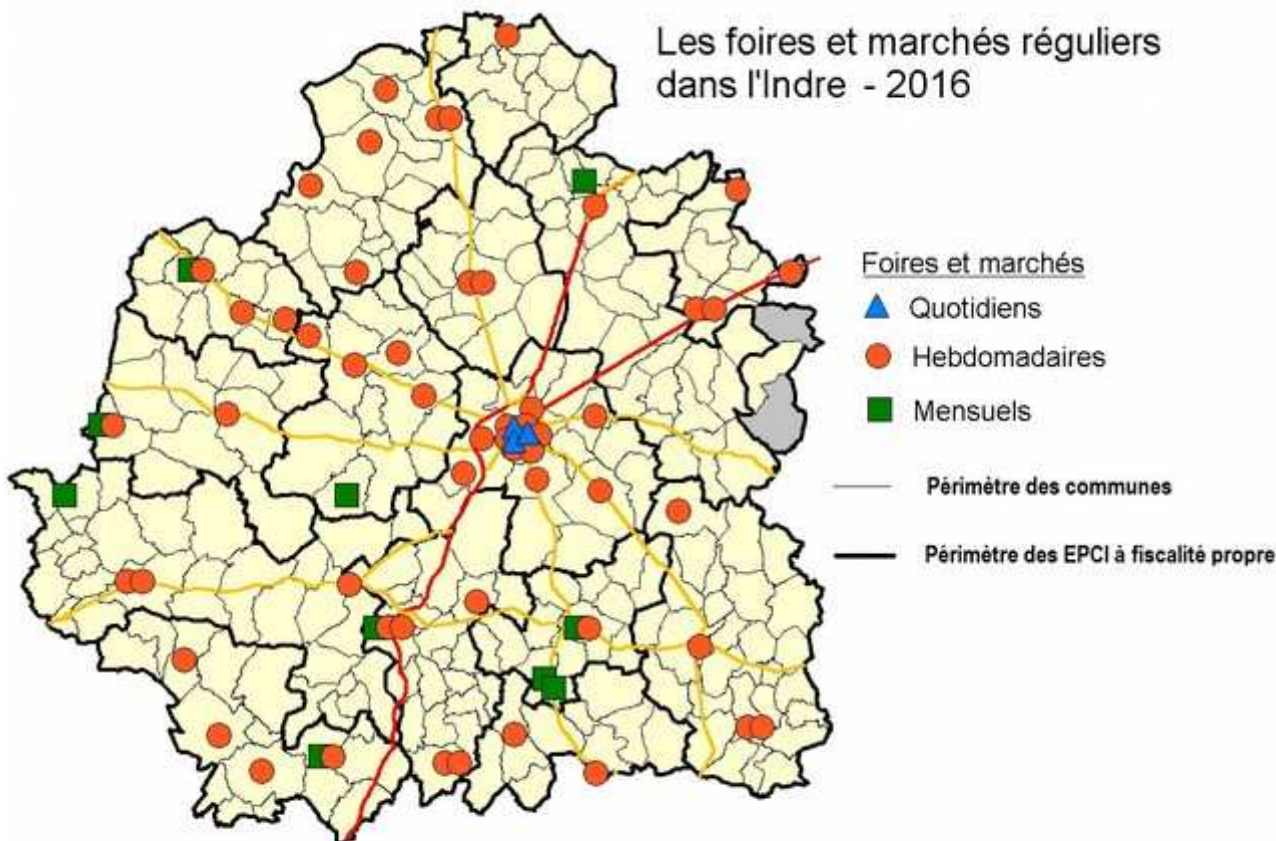 Les foires et marchés réguliers
dans l'Indre - 2016
Foires et marchés
Quotidiens
Hebdomadaires
Mensuels
Périmètre des communes
Périmètre des EPCI à fiscalité propre